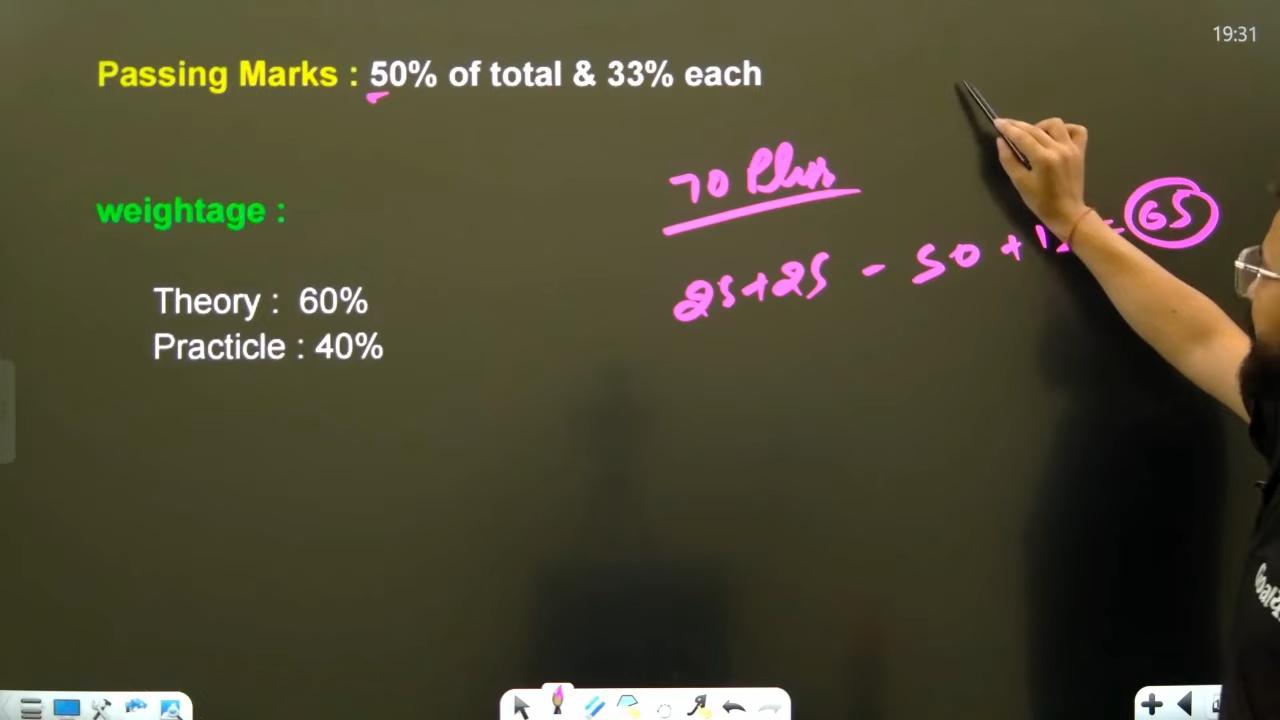 19:31
Passing Marks : 50% of total & 33% each
70 Plus
weightage :
25+25 - 50 + = 65
Theory : 60%
Practicle : 40%